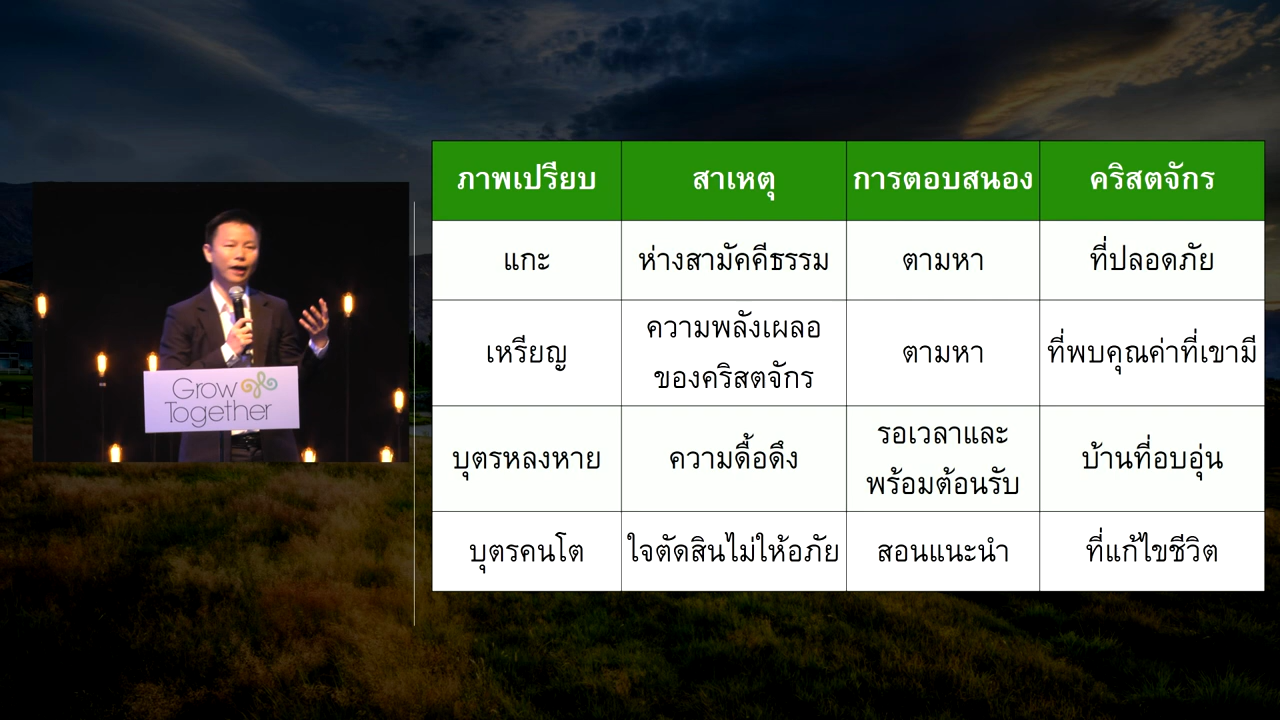 Grow
Together
ภาพเปรียบ สาเหตุ การตอบสนอง คริสตจักร
แกะ ห่างสามัคคีธรรม ตามหา ที่ปลอดภัย
เหรียญ ความพลังเผลอ ของคริสตจักร ตามหา ที่พบคุณค่าที่เขามี
บุตรหลงหาย ความดื้อดึง รอเวลาและ พร้อมต้อนรับ บ้านที่อบอุ่น
บุตรคนโต ใจตัดสินไม่ให้อภัย สอนแนะนำ ที่แก้ไขชีวิต